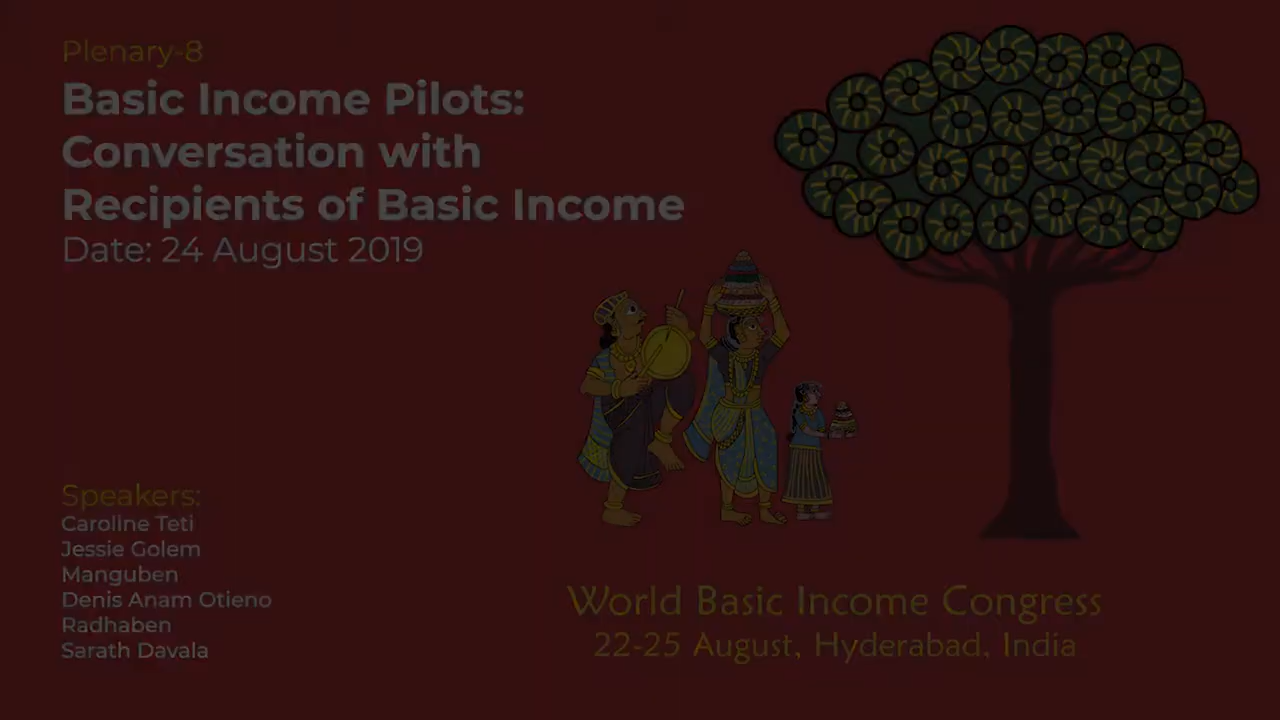 Plenary-8
Basic Income Pilots:
Conversation with
Recipients of Basic Income
Date: 24 August 2019
Speakers:
Caroline Teti
Jessie Golem
Manguben
Denis Anam Otieno
Radhaben
Sarath Davala
World Basic Income Congress
22-25 August, Hyderabad, India